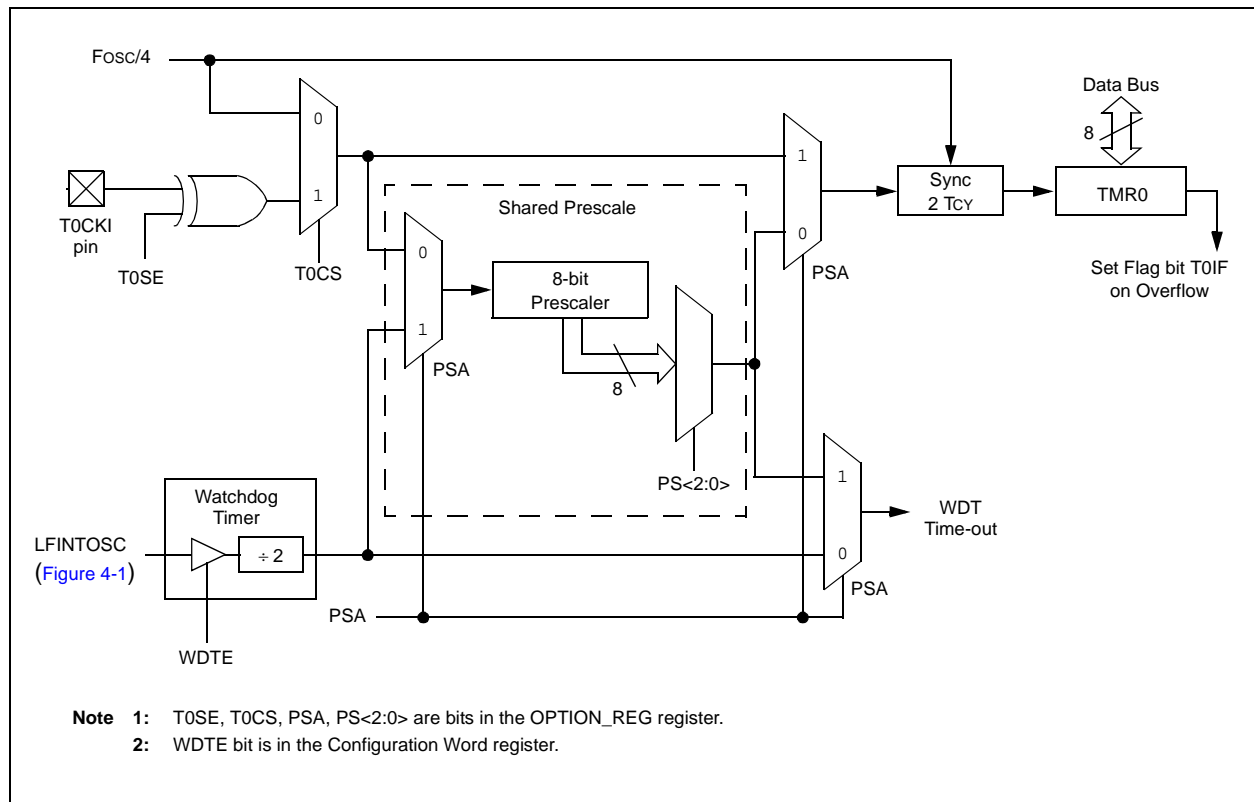 FOSC/4
Data Bus
8
0
1
T0CKI
pin
T0SE
T0CS
Shared Prescale
0
1
PSA
8-bit
Prescaler
8
PS<2:0>
1
0
PSA
Sync
2 TCY
TMR0
Set Flag bit T0IF
on Overflow
Watchdog
Timer
LFINTOSC
(Figure 4-1)
÷ 2
WDTE
PSA
1
0
PSA
WDT
Time-out
Note 1: T0SE, T0CS, PSA, PS<2:0> are bits in the OPTION_REG register.
2: WDTE bit is in the Configuration Word register.